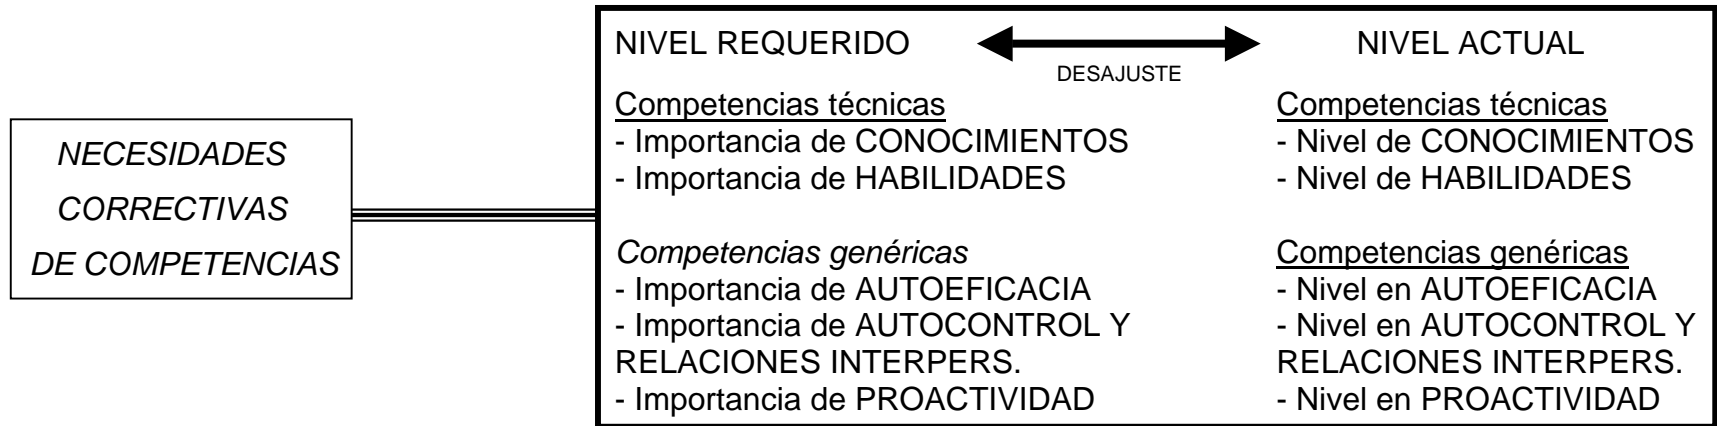 NECESIDADES
CORRECTIVAS
DE COMPETENCIAS
NIVEL REQUERIDO
DESAJUSTE
NIVEL ACTUAL
Competencias técnicas
- Importancia de CONOCIMIENTOS
- Importancia de HABILIDADES
Competencias genéricas
- Importancia de AUTOEFICACIA
- Importancia de AUTOCONTROL Y
RELACIONES INTERPERS.
- Importancia de PROACTIVIDAD
Competencias técnicas
- Nivel de CONOCIMIENTOS
- Nivel de HABILIDADES
Competencias genéricas
- Nivel en AUTOEFICACIA
- Nivel en AUTOCONTROL Y
RELACIONES INTERPERS.
- Nivel en PROACTIVIDAD